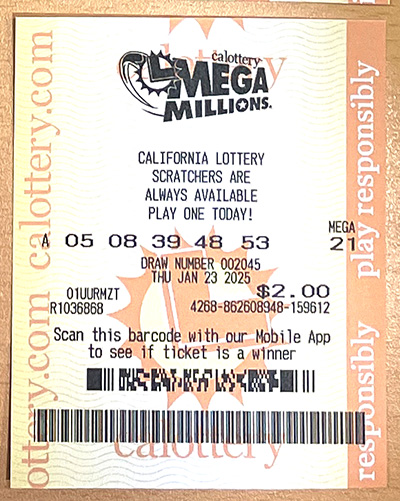 calottery
MEGA
MILLIONS.
CALIFORNIA LOTTERY
SCRATCHERS ARE
ALWAYS AVAILABLE
PLAY ONE TODAY!
MEGA
A 05 08 39 48 53 21
DRAW NUMBER 002045
THU JAN 23 2025
01UURMZT $2.00
R1036868 4268-862608948-159612
Scan this barcode with our Mobile App
to see if ticket is a winner
calottery
ottery.com calottery.com
responsibly play responsibly